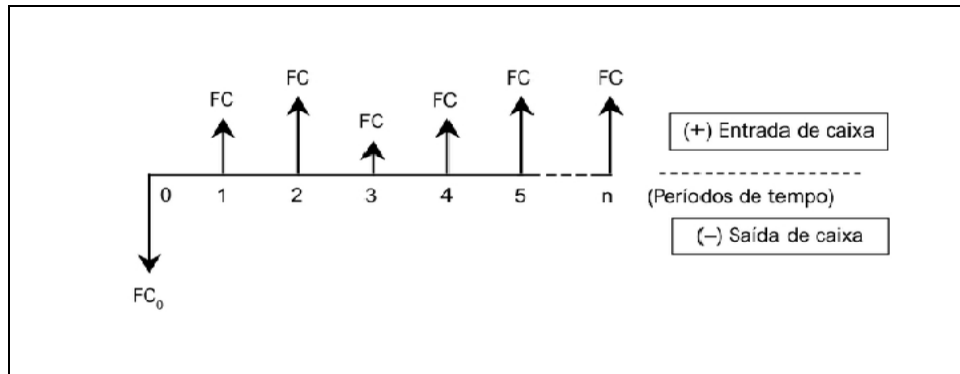 FC
FC
FC
FC
FC
FC
(+) Entrada de caixa
0 1 2 3 4 5 n (Períodos de tempo)
(–) Saída de caixa
FC₀